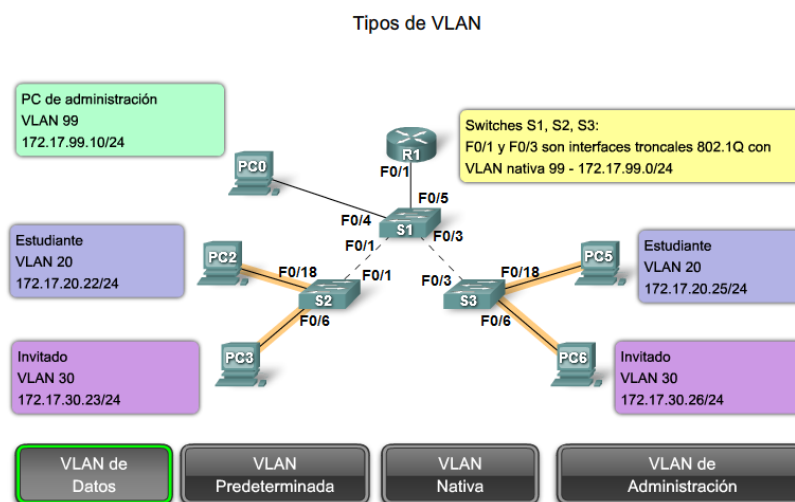 Tipos de VLAN
PC de administración
VLAN 99
172.17.99.10/24
Switches S1, S2, S3:
F0/1 y F0/3 son interfaces troncales 802.1Q con
VLAN nativa 99 - 172.17.99.0/24
R1
F0/1
PC0
F0/5
F0/4
S1
F0/1
F0/3
Estudiante
VLAN 20
172.17.20.22/24
PC2
F0/18
F0/1
S2
F0/6
F0/3
F0/18
S3
F0/6
PC5
Estudiante
VLAN 20
172.17.20.25/24
Invitado
VLAN 30
172.17.30.23/24
PC3
PC6
Invitado
VLAN 30
172.17.30.26/24
VLAN de
Datos
VLAN
Predeterminada
VLAN
Nativa
VLAN de
Administración